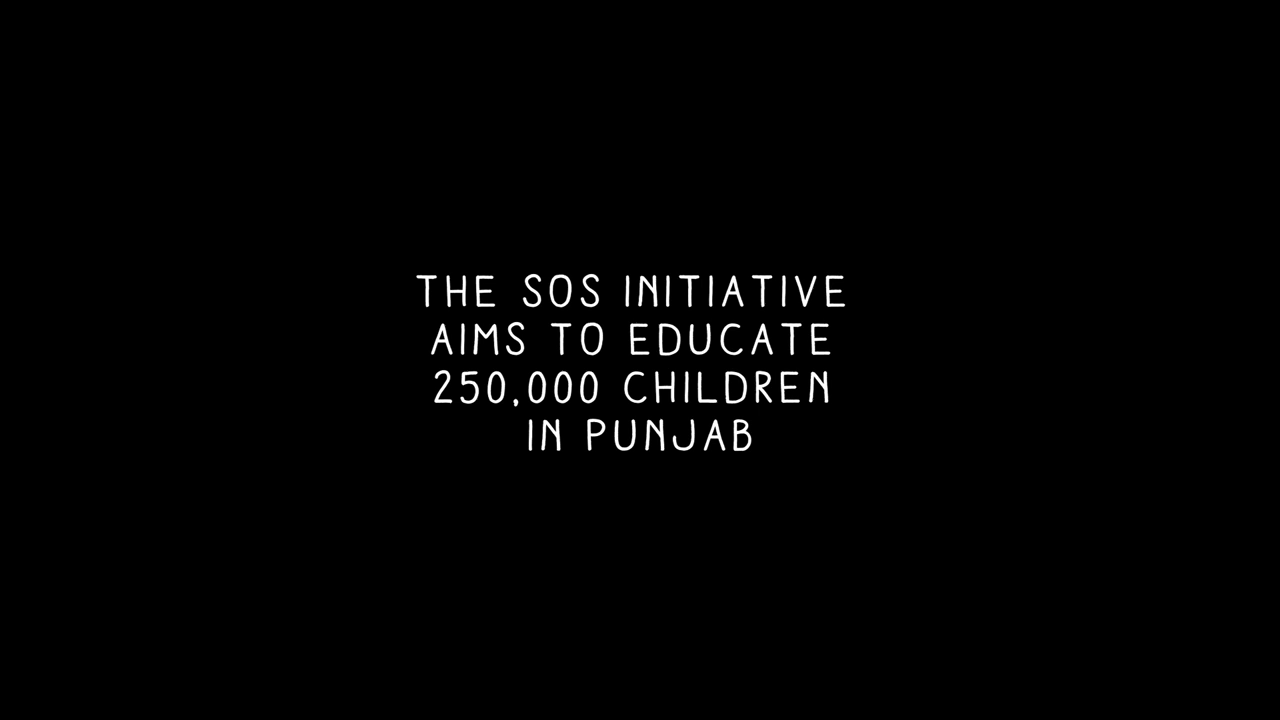 THE SOS INITIATIVE
AIMS TO EDUCATE
250,000 CHILDREN
IN PUNJAB